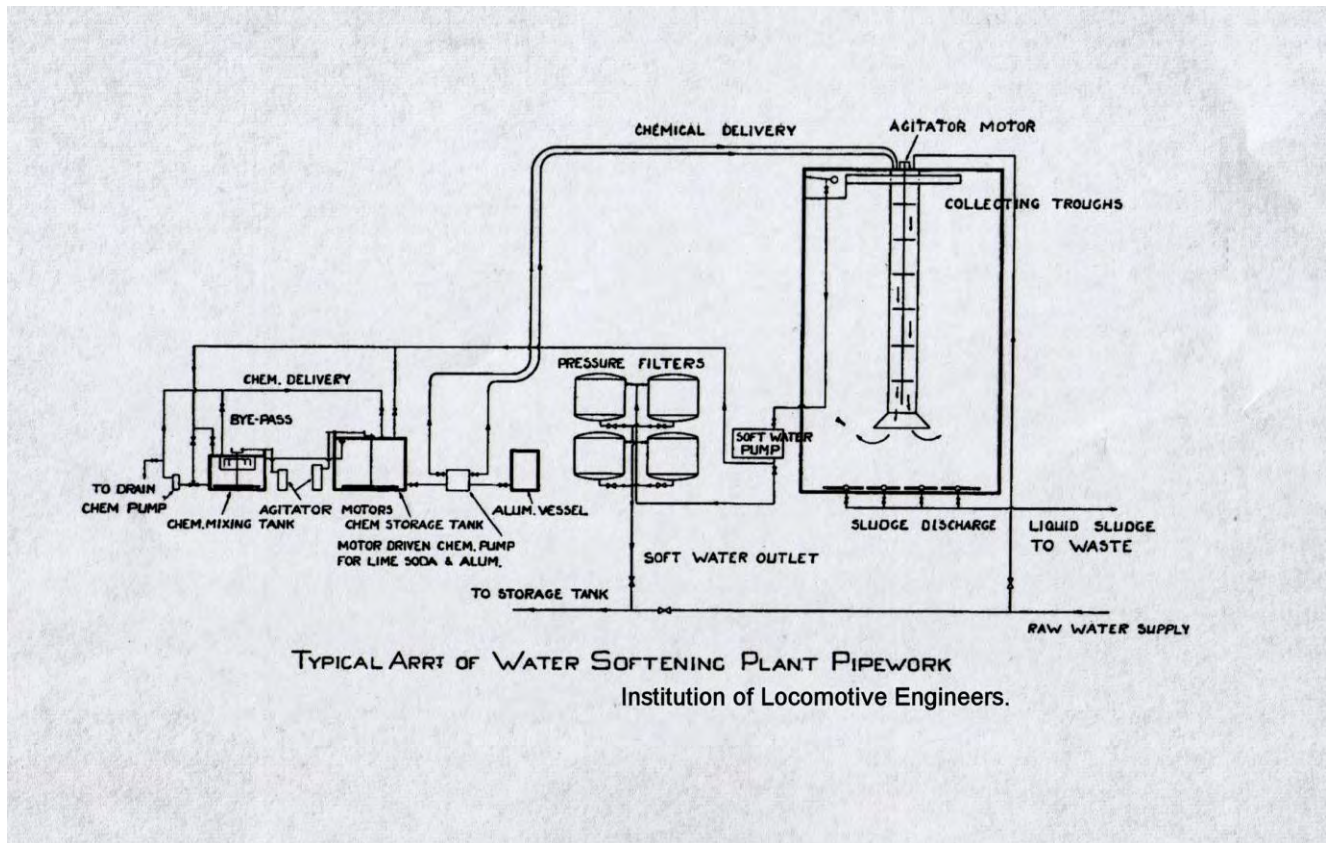 CHEMICAL DELIVERY
AGITATOR MOTOR
COLLECTING TROUGHS
PRESSURE FILTERS
CHEM. DELIVERY
BYE-PASS
SOFT WATER
PUMP
TO DRAIN
CHEM PUMP
CHEM. MIXING TANK
AGITATOR
MOTORS
CHEM STORAGE TANK
ALUM. VESSEL
MOTOR DRIVEN CHEM. PUMP
FOR LIME SODA & ALUM.
SLUDGE DISCHARGE
LIQUID SLUDGE
TO WASTE
SOFT WATER OUTLET
TO STORAGE TANK
RAW WATER SUPPLY
TYPICAL ARRT OF WATER SOFTENING PLANT PIPEWORK
Institution of Locomotive Engineers.